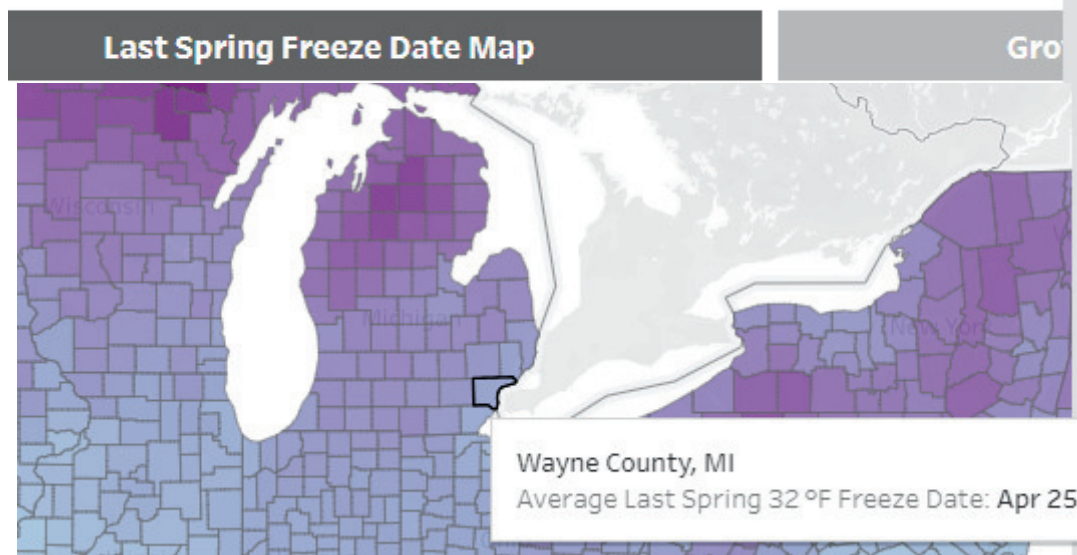 Last Spring Freeze Date Map
Gro
Wisconsin
Michigan
New York
Wayne County, MI
Average Last Spring 32 °F Freeze Date: Apr 25